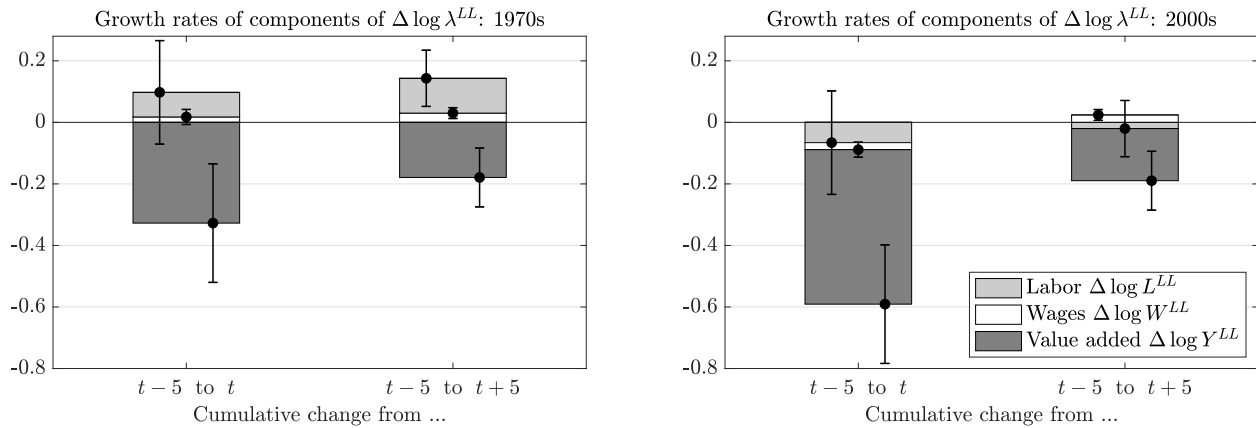 Growth rates of components of Δ log λ^LL: 1970s
0.2
0
-0.2
-0.4
-0.6
-0.8
t − 5 to t
t − 5 to t + 5
Cumulative change from ...
Growth rates of components of Δ log λ^LL: 2000s
0.2
0
-0.2
-0.4
-0.6
-0.8
Labor Δ log L^LL
Wages Δ log W^LL
Value added Δ log Y^LL
t − 5 to t
t − 5 to t + 5
Cumulative change from ...